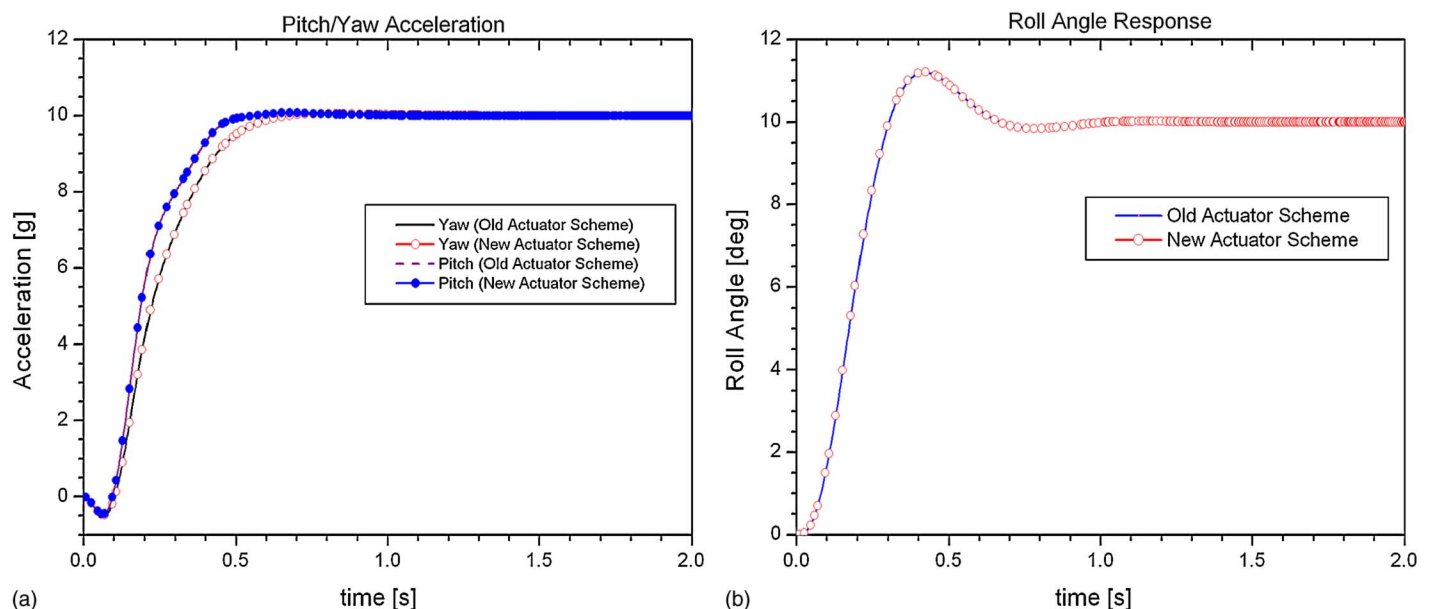 Pitch/Yaw Acceleration
12
10
8
6
4
2
0
Acceleration [g]
Yaw (Old Actuator Scheme)
Yaw (New Actuator Scheme)
Pitch (Old Actuator Scheme)
Pitch (New Actuator Scheme)
0.0 0.5 1.0 1.5 2.0
time [s]
(a)
Roll Angle Response
12
10
8
6
4
2
0
Roll Angle [deg]
Old Actuator Scheme
New Actuator Scheme
0.0 0.5 1.0 1.5 2.0
time [s]
(b)